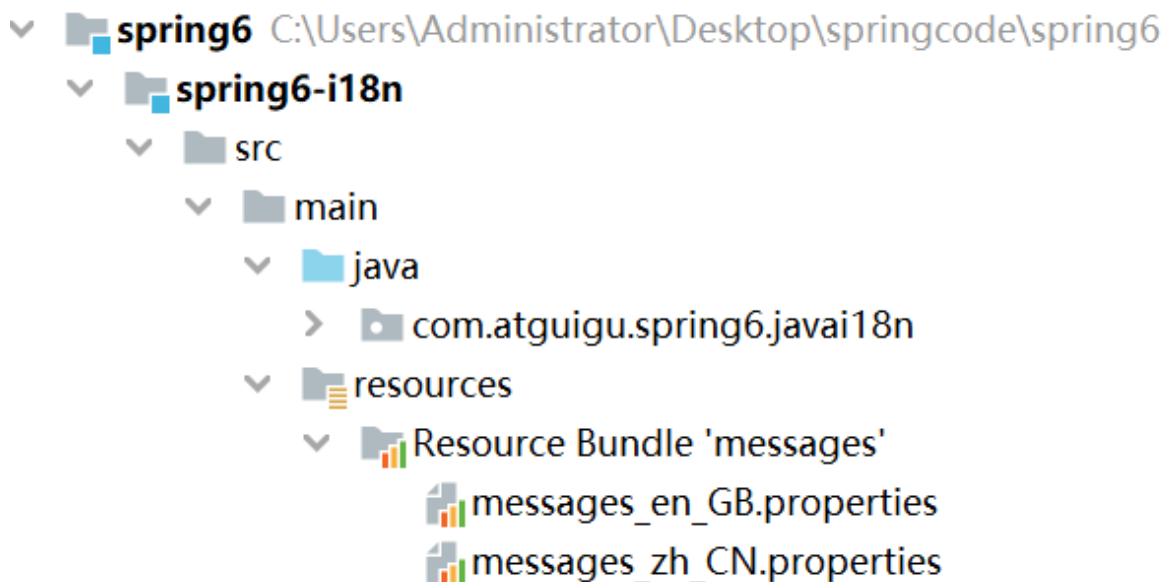 spring6 C:\Users\Administrator\Desktop\springcode\spring6
spring6-i18n
src
main
java
com.atguigu.spring6.javai18n
resources
Resource Bundle 'messages'
messages_en_GB.properties
messages_zh_CN.properties